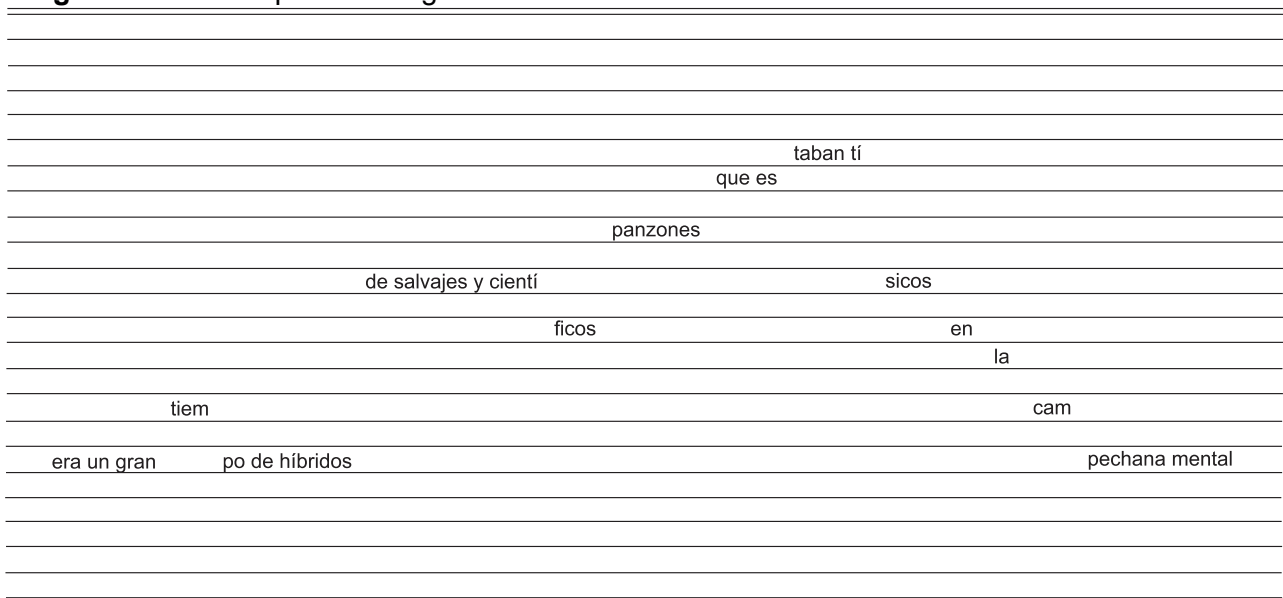 taban tí
que es
panzones
de salvajes y cientí sicos
ficos en
la
tiem cam
era un gran po de híbridos pechana mental